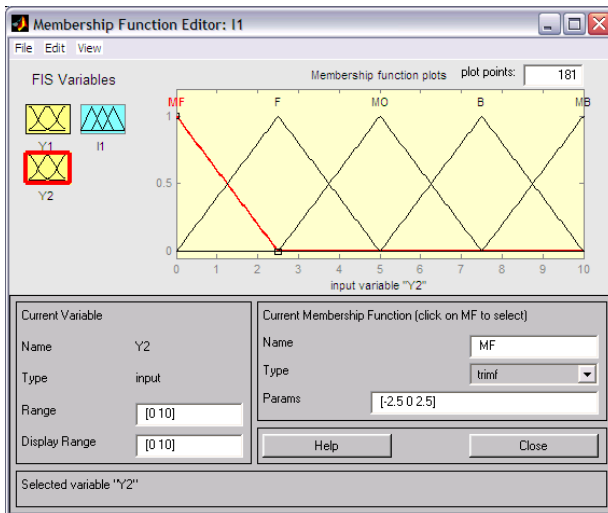 Membership Function Editor: I1
File Edit View
FIS Variables
Membership function plots plot points: 181
MF F MO B MB
1
0.5
0
0 1 2 3 4 5 6 7 8 9 10
input variable "Y2"
Y1 I1
Y2
Current Variable
Name Y2
Type input
Range [0 10]
Display Range [0 10]
Current Membership Function (click on MF to select)
Name MF
Type trimf
Params [-2.5 0 2.5]
Help Close
Selected variable "Y2"